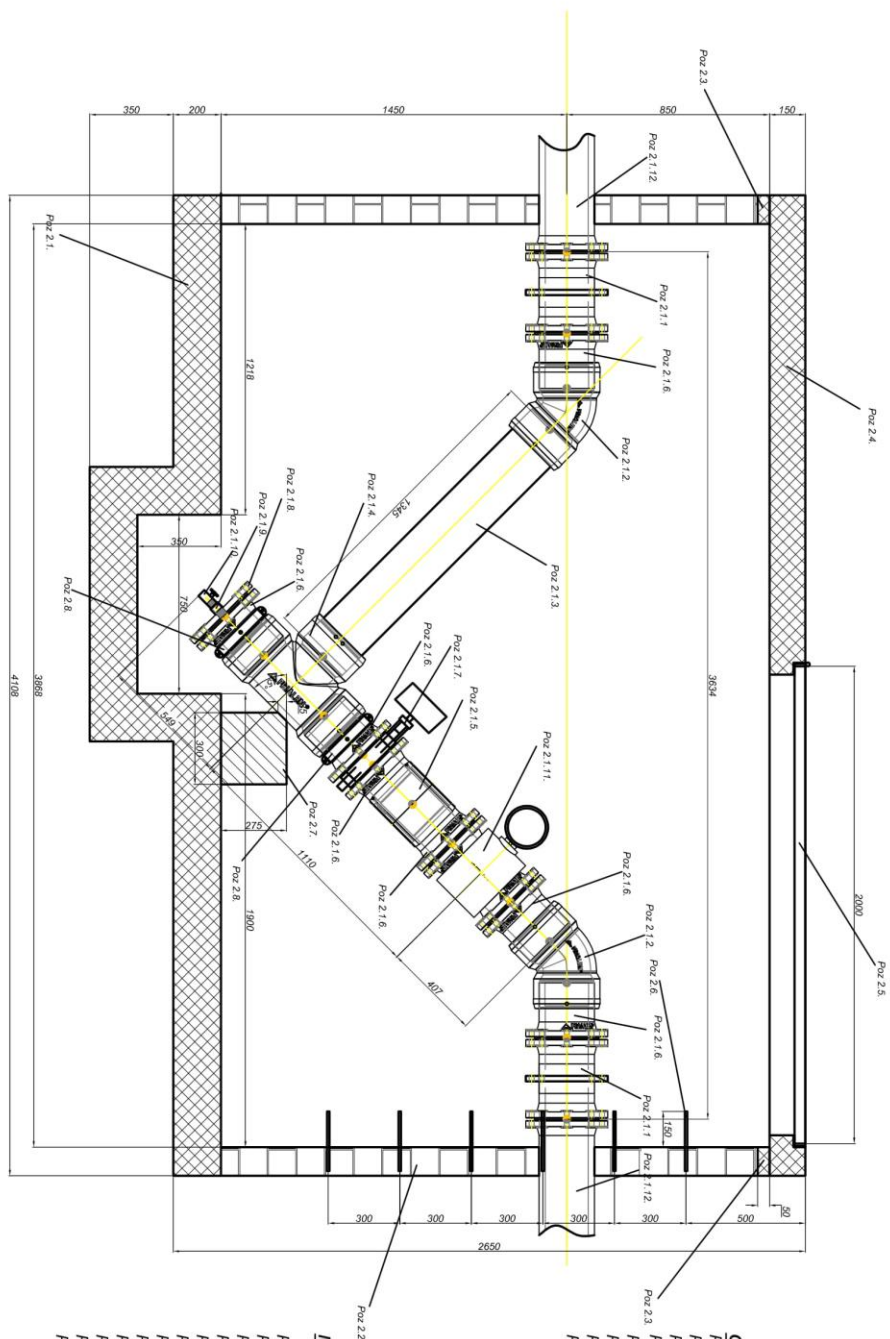 350
200
1450
850
150
Poz 2.3.
Poz 2.1.12.
Poz 2.1.
Poz 2.1.1
Poz 2.4.
1218
Poz 2.1.6.
Poz 2.1.2.
3634
1345
Poz 2.1.4.
Poz 2.1.3.
350
Poz 2.1.8.
Poz 2.1.9.
Poz 2.1.10
Poz 2.1.6.
750
Poz 2.8.
3868
4108
Poz 2.1.6.
Poz 2.1.7.
Poz 2.1.5.
2000
549
300
Poz 2.1.11.
Poz 2.7.
275
Poz 2.1.6.
Poz 2.8.
Poz 2.1.6.
1110
Poz 2.1.6.
1900
Poz 2.1.2.
Poz 2.6.
Poz 2.5.
407
Poz 2.1.6.
Poz 2.1.1
150
Poz 2.1.12.
50
300
300
300
300
300
500
2650
Poz 2.3.
Poz 2.2